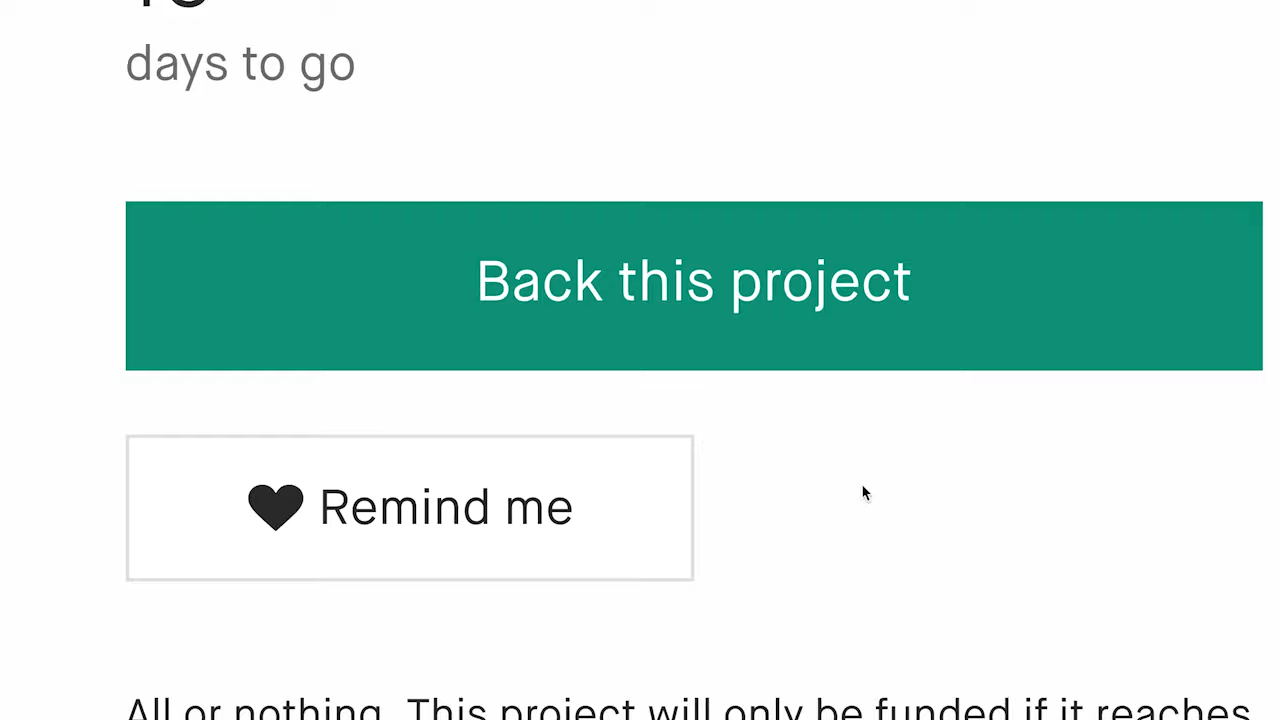 days to go
Back this project
Remind me
All or nothing. This project will only be funded if it reaches